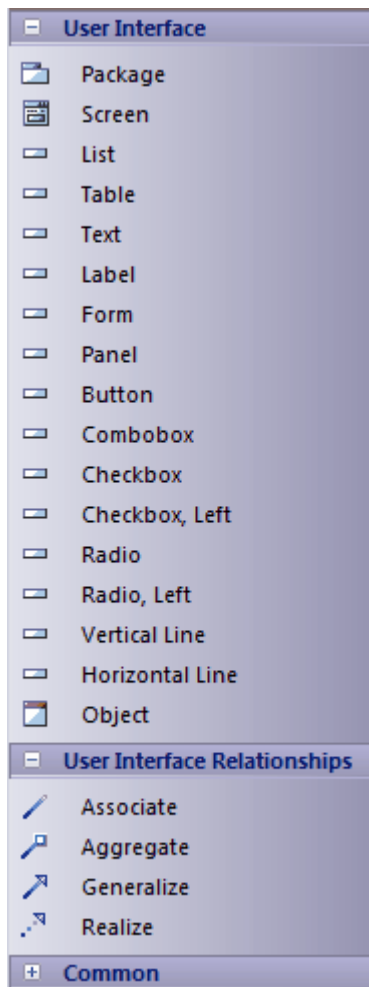 User Interface
Package
Screen
List
Table
Text
Label
Form
Panel
Button
Combobox
Checkbox
Checkbox, Left
Radio
Radio, Left
Vertical Line
Horizontal Line
Object
User Interface Relationships
Associate
Aggregate
Generalize
Realize
Common